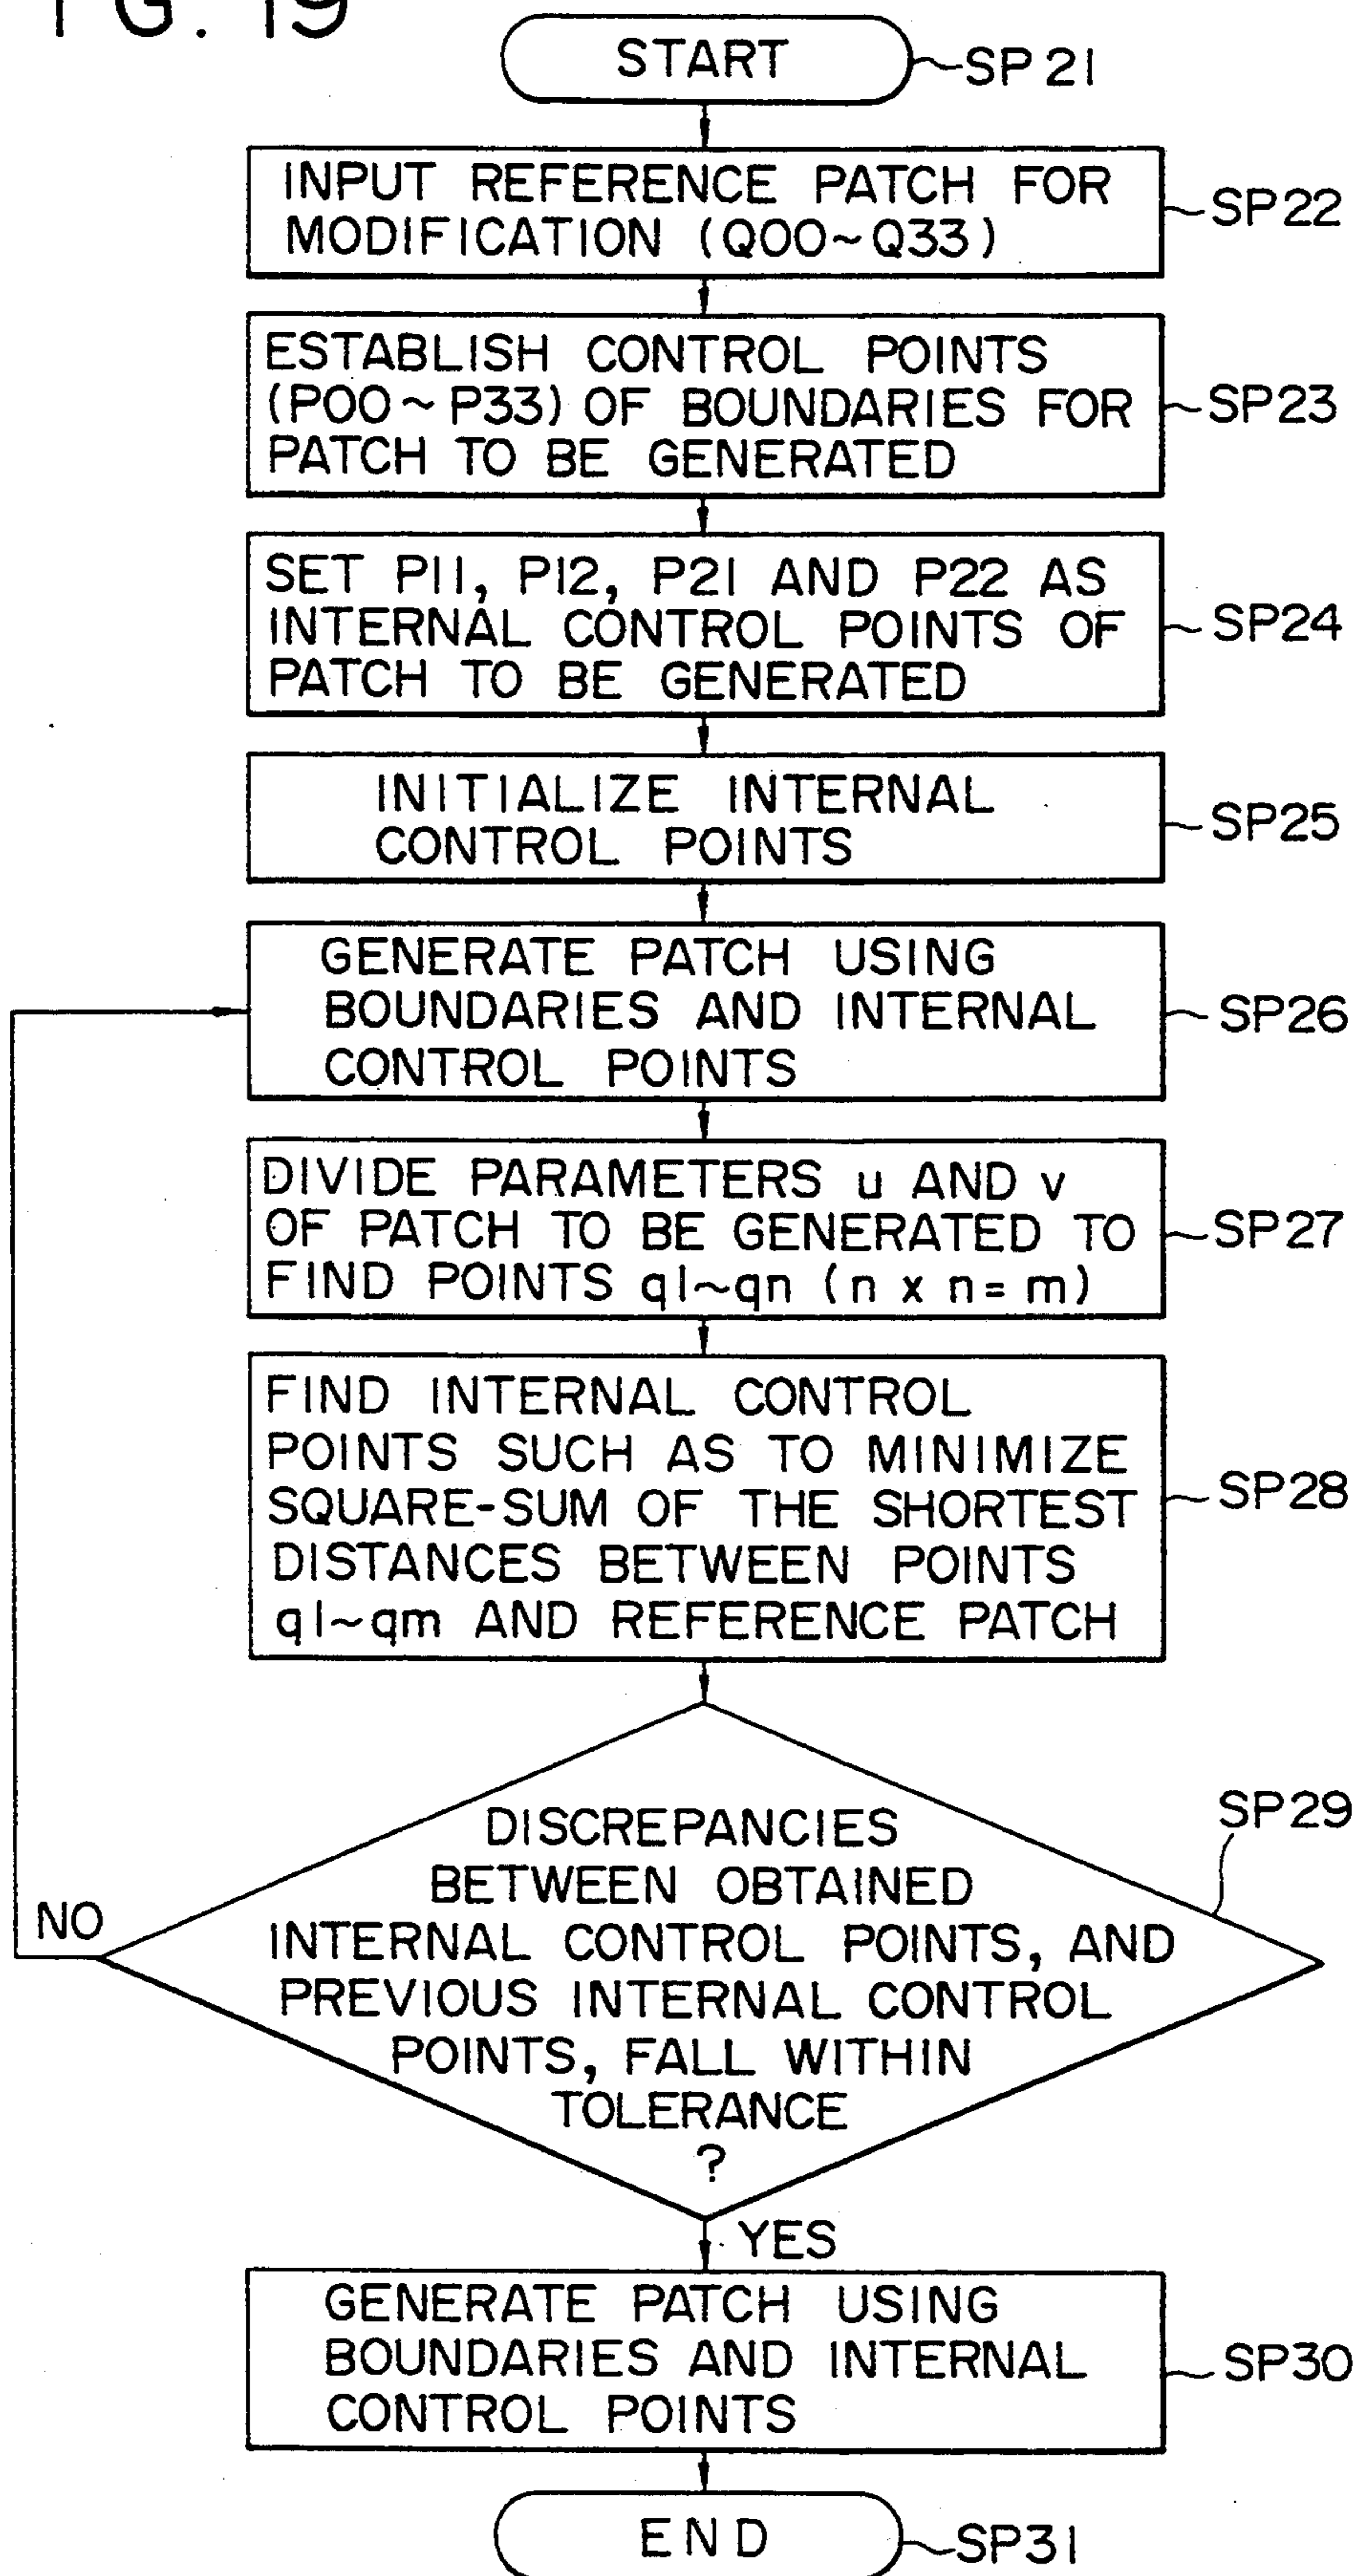 FG. 19
START
SP21
INPUT REFERENCE PATCH FOR
MODIFICATION (Q00~Q33)
SP22
ESTABLISH CONTROL POINTS
(P00~P33) OF BOUNDARIES FOR
PATCH TO BE GENERATED
SP23
SET P11, P12, P21 AND P22 AS
INTERNAL CONTROL POINTS OF
PATCH TO BE GENERATED
SP24
INITIALIZE INTERNAL
CONTROL POINTS
SP25
GENERATE PATCH USING
BOUNDARIES AND INTERNAL
CONTROL POINTS
SP26
DIVIDE PARAMETERS u AND v
OF PATCH TO BE GENERATED TO
FIND POINTS q1~qn (n x n= m)
SP27
FIND INTERNAL CONTROL
POINTS SUCH AS TO MINIMIZE
SQUARE-SUM OF THE SHORTEST
DISTANCES BETWEEN POINTS
q1~qm AND REFERENCE PATCH
SP28
DISCREPANCIES
BETWEEN OBTAINED
INTERNAL CONTROL POINTS, AND
PREVIOUS INTERNAL CONTROL
POINTS, FALL WITHIN
TOLERANCE
?
SP29
NO
YES
GENERATE PATCH USING
BOUNDARIES AND INTERNAL
CONTROL POINTS
SP30
END
SP31